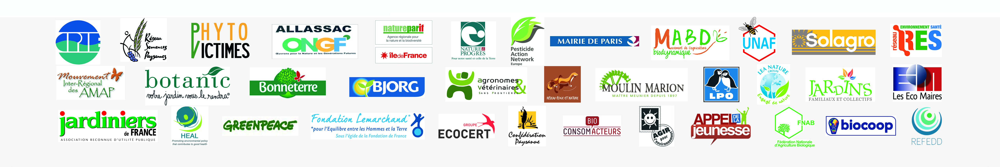 Réseau
Semences
Paysannes
PHYTO
VICTIMES
ALLASSAC
ONGF
Œuvrons pour la Nature et les Générations Futures
natureparif
Agence régionale pour
la nature et la biodiversité
îledeFrance
NATURE &
PROGRES
Pour notre santé et celle de la Terre
Pesticide
Action
Network
Europe
MAIRIE DE PARIS
MABD
mouvement de l'agriculture
biodynamique
UNAF
Solagro
ENVIRONNEMENT SANTÉ
réseau RES
Mouvement
Inter-Régional
des AMAP
botanic
votre jardin vous le rendra®
Bonneterre
BJORG
agronomes &
vétérinaires
SANS FRONTIÈRES
RÉSEAU ÉCOLE ET NATURE
MOULIN MARION
MAÎTRE MEUNIER DEPUIS 1897
LPO
LEA NATURE
GROUPE
Engagé de nature
JARDINS
FAMILIAUX ET COLLECTIFS
Les Eco Maires
jardiniers
de FRANCE
ASSOCIATION RECONNUE D'UTILITÉ PUBLIQUE
HEAL
Promoting environmental policy
that contributes to good health
GREENPEACE
Fondation Lemarchand*
*pour l'Equilibre entre les Hommes et la Terre
Sous l'égide de la Fondation de France
GROUPE
ECOCERT
Confédération
Paysanne
BIO
CONSOM'ACTEURS
AGIR
pour
l'environnement
APPEL DE LA
jeunesse
FNAB
Fédération Nationale
d'Agriculture Biologique
biocoop
REFEDD